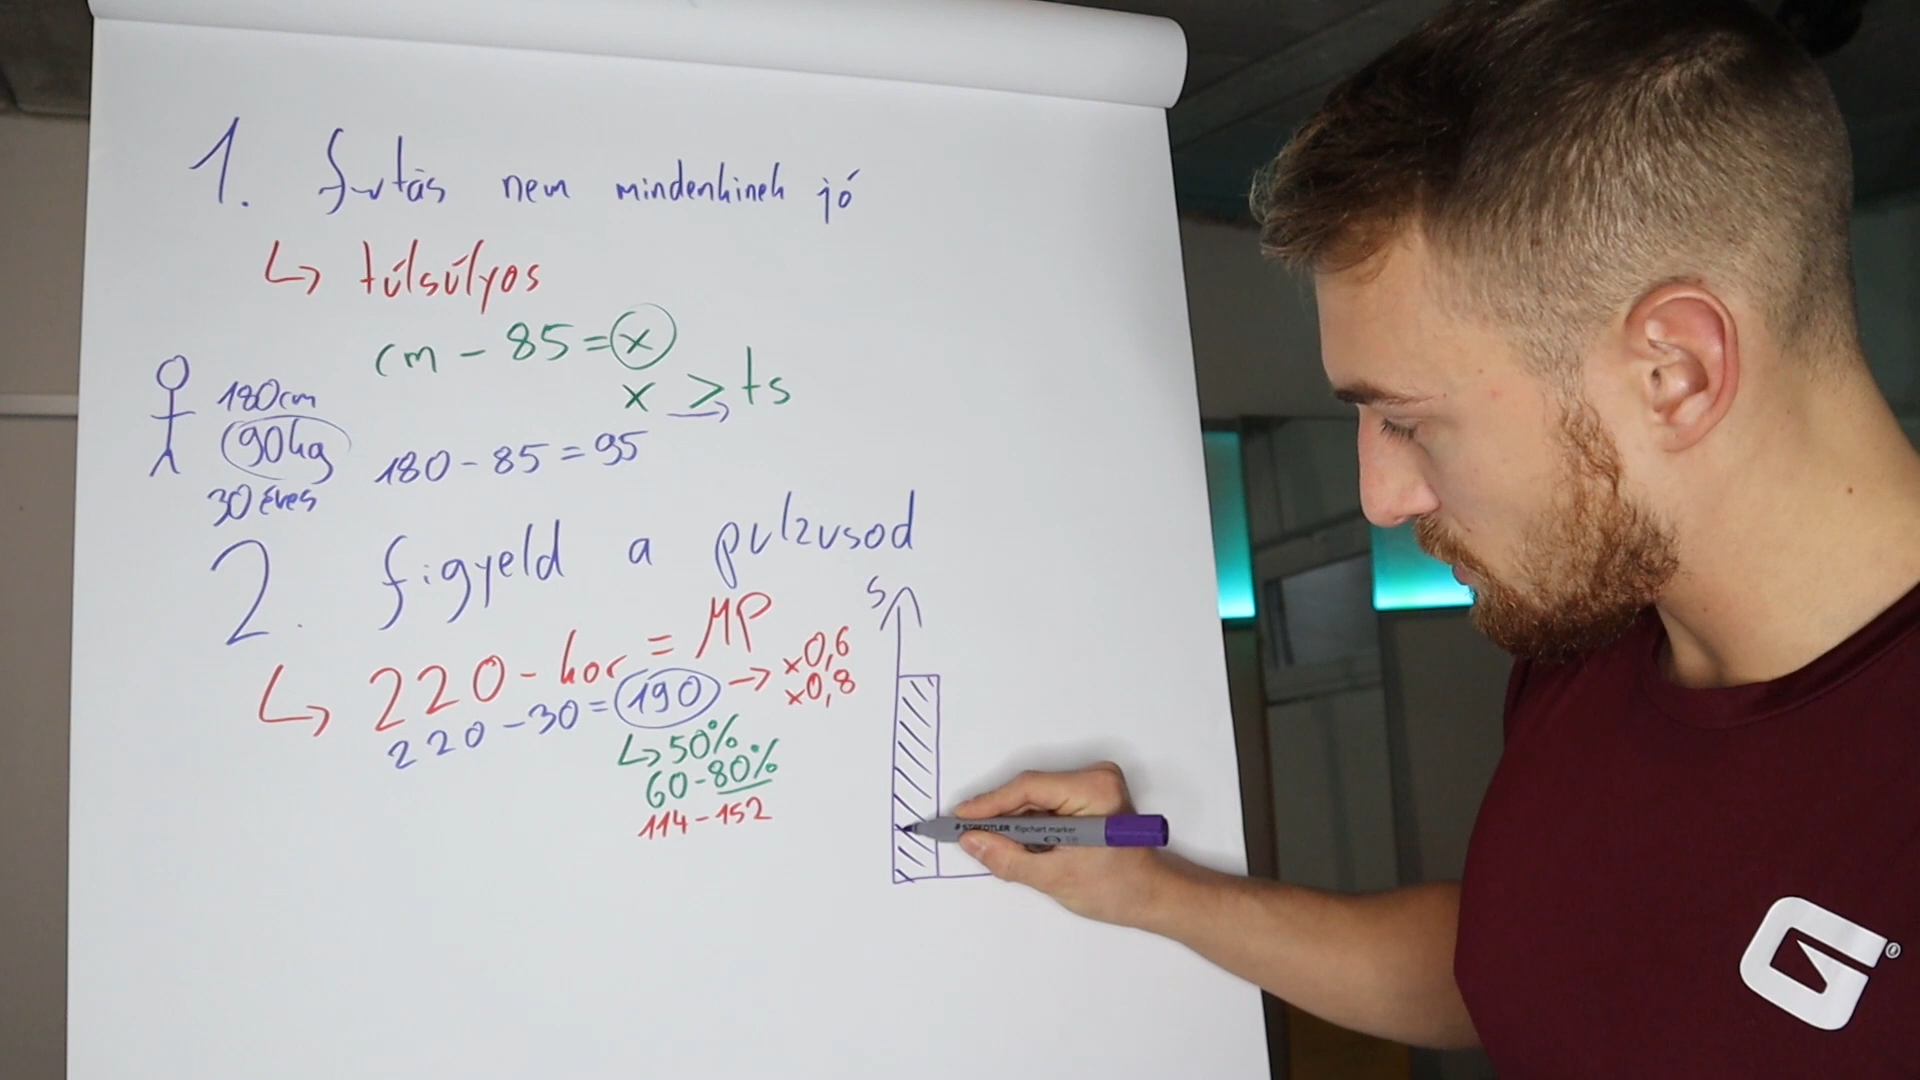 1. futás nem mindenkinek jó
↳ túlsúlyos
cm - 85 = x
x ≥ ts
180cm
90kg
30 éves
180 - 85 = 95
2. figyeld a pulzusod
↳ 220 - kor = MP
→ x0,6
x0,8
220 - 30 = 190
↳ 50%
60-80%
114-152
S
STAEDTLER flipchart marker
G